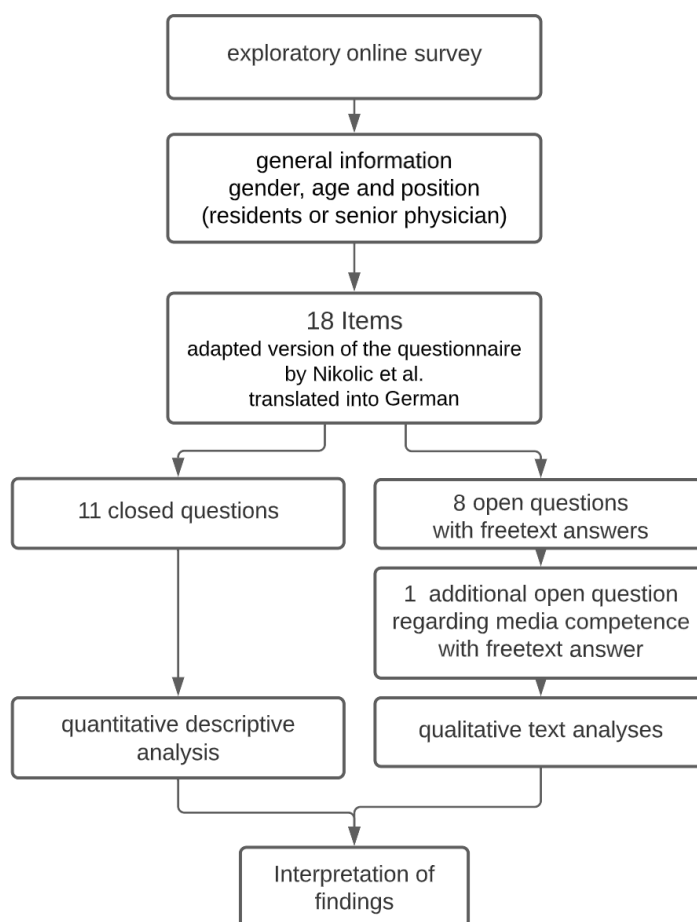 exploratory online survey
general information
gender, age and position
(residents or senior physician)
18 Items
adapted version of the questionnaire
by Nikolic et al.
translated into German
11 closed questions
8 open questions
with freetext answers
1 additional open question
regarding media competence
with freetext answer
quantitative descriptive
analysis
qualitative text analyses
Interpretation of
findings